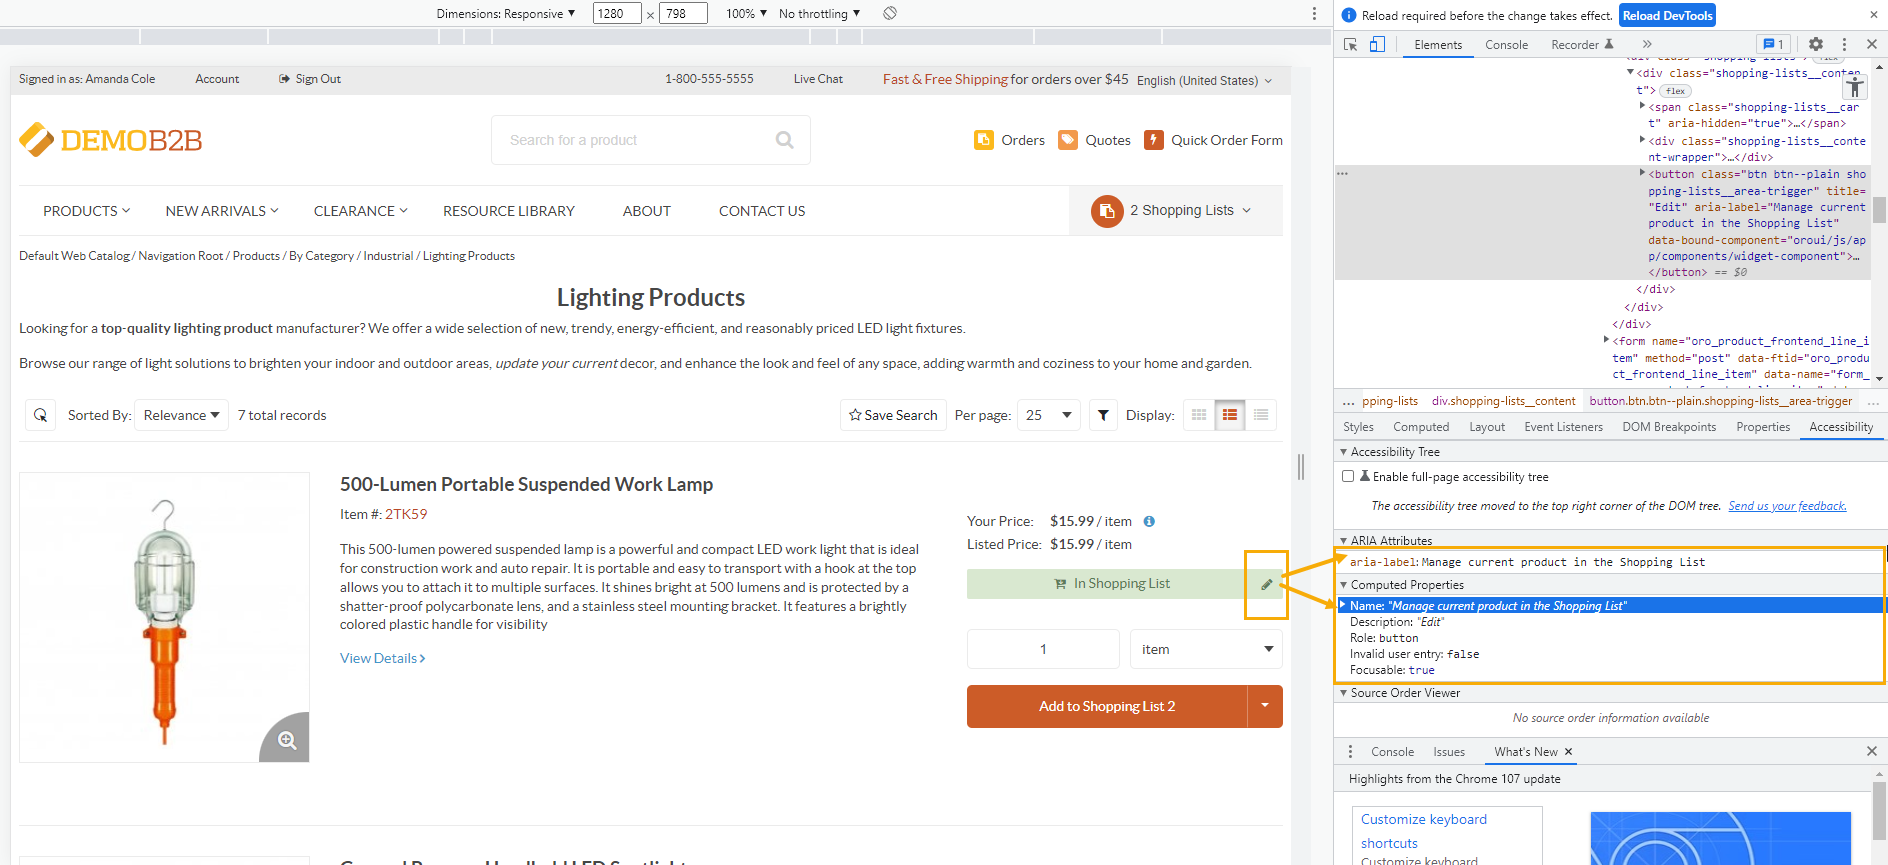 Dimensions: Responsive ▼ 1280 × 798 100% ▼ No throttling ▼
Signed in as: Amanda Cole Account Sign Out 1-800-555-5555 Live Chat Fast & Free Shipping for orders over $45 English (United States)
DEMOB2B Search for a product Orders Quotes Quick Order Form
PRODUCTS NEW ARRIVALS CLEARANCE RESOURCE LIBRARY ABOUT CONTACT US 2 Shopping Lists
Default Web Catalog / Navigation Root / Products / By Category / Industrial / Lighting Products
Lighting Products
Looking for a top-quality lighting product manufacturer? We offer a wide selection of new, trendy, energy-efficient, and reasonably priced LED light fixtures.
Browse our range of light solutions to brighten your indoor and outdoor areas, update your current decor, and enhance the look and feel of any space, adding warmth and coziness to your home and garden.
Sorted By: Relevance 7 total records Save Search Per page: 25 Display:
500-Lumen Portable Suspended Work Lamp
Item #: 2TK59
This 500-lumen powered suspended lamp is a powerful and compact LED work light that is ideal
for construction work and auto repair. It is portable and easy to transport with a hook at the top
allows you to attach it to multiple surfaces. It shines bright at 500 lumens and is protected by a
shatter-proof polycarbonate lens, and a stainless steel mounting bracket. It features a brightly
colored plastic handle for visibility
View Details
Your Price: $15.99 / item
Listed Price: $15.99 / item
In Shopping List
1 item
Add to Shopping List 2
Reload required before the change takes effect. Reload DevTools ×
Elements Console Recorder » 1
<div class="shopping-lists__conten
t"> flex
<span class="shopping-lists__car
t" aria-hidden="true">…</span>
<div class="shopping-lists__conte
nt-wrapper">…</div>
<button class="btn btn--plain sho
pping-lists__area-trigger" title=
"Edit" aria-label="Manage current
product in the Shopping List"
data-bound-component="oroui/js/ap
p/components/widget-component">…
</button> == $0
</div>
</div>
</div>
<form name="oro_product_frontend_line_i
tem" method="post" data-ftid="oro_produ
ct_frontend_line_item" data-name="form_
… pping-lists div.shopping-lists__content button.btn.btn--plain.shopping-lists__area-trigger …
Styles Computed Layout Event Listeners DOM Breakpoints Properties Accessibility
Accessibility Tree
Enable full-page accessibility tree
The accessibility tree moved to the top right corner of the DOM tree. Send us your feedback.
ARIA Attributes
aria-label: Manage current product in the Shopping List
Computed Properties
Name: "Manage current product in the Shopping List"
Description: "Edit"
Role: button
Invalid user entry: false
Focusable: true
Source Order Viewer
No source order information available
Console Issues What's New ×
Highlights from the Chrome 107 update
Customize keyboard
shortcuts
Customize keyboard